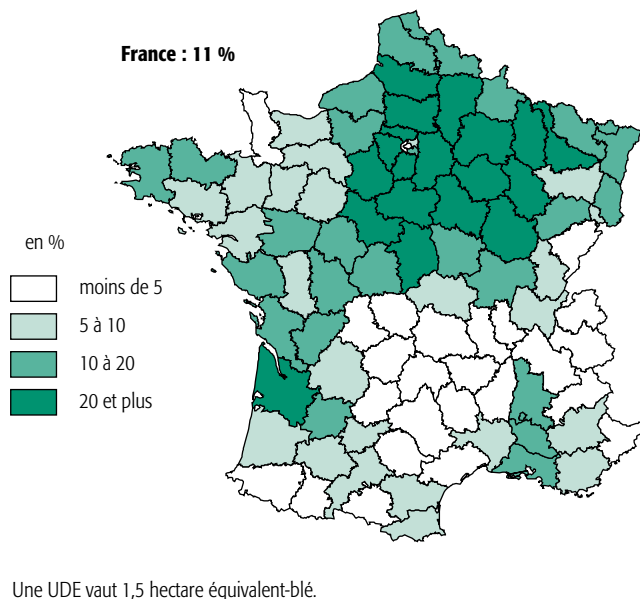 France : 11 %
en %
moins de 5
5 à 10
10 à 20
20 et plus
Une UDE vaut 1,5 hectare équivalent-blé.